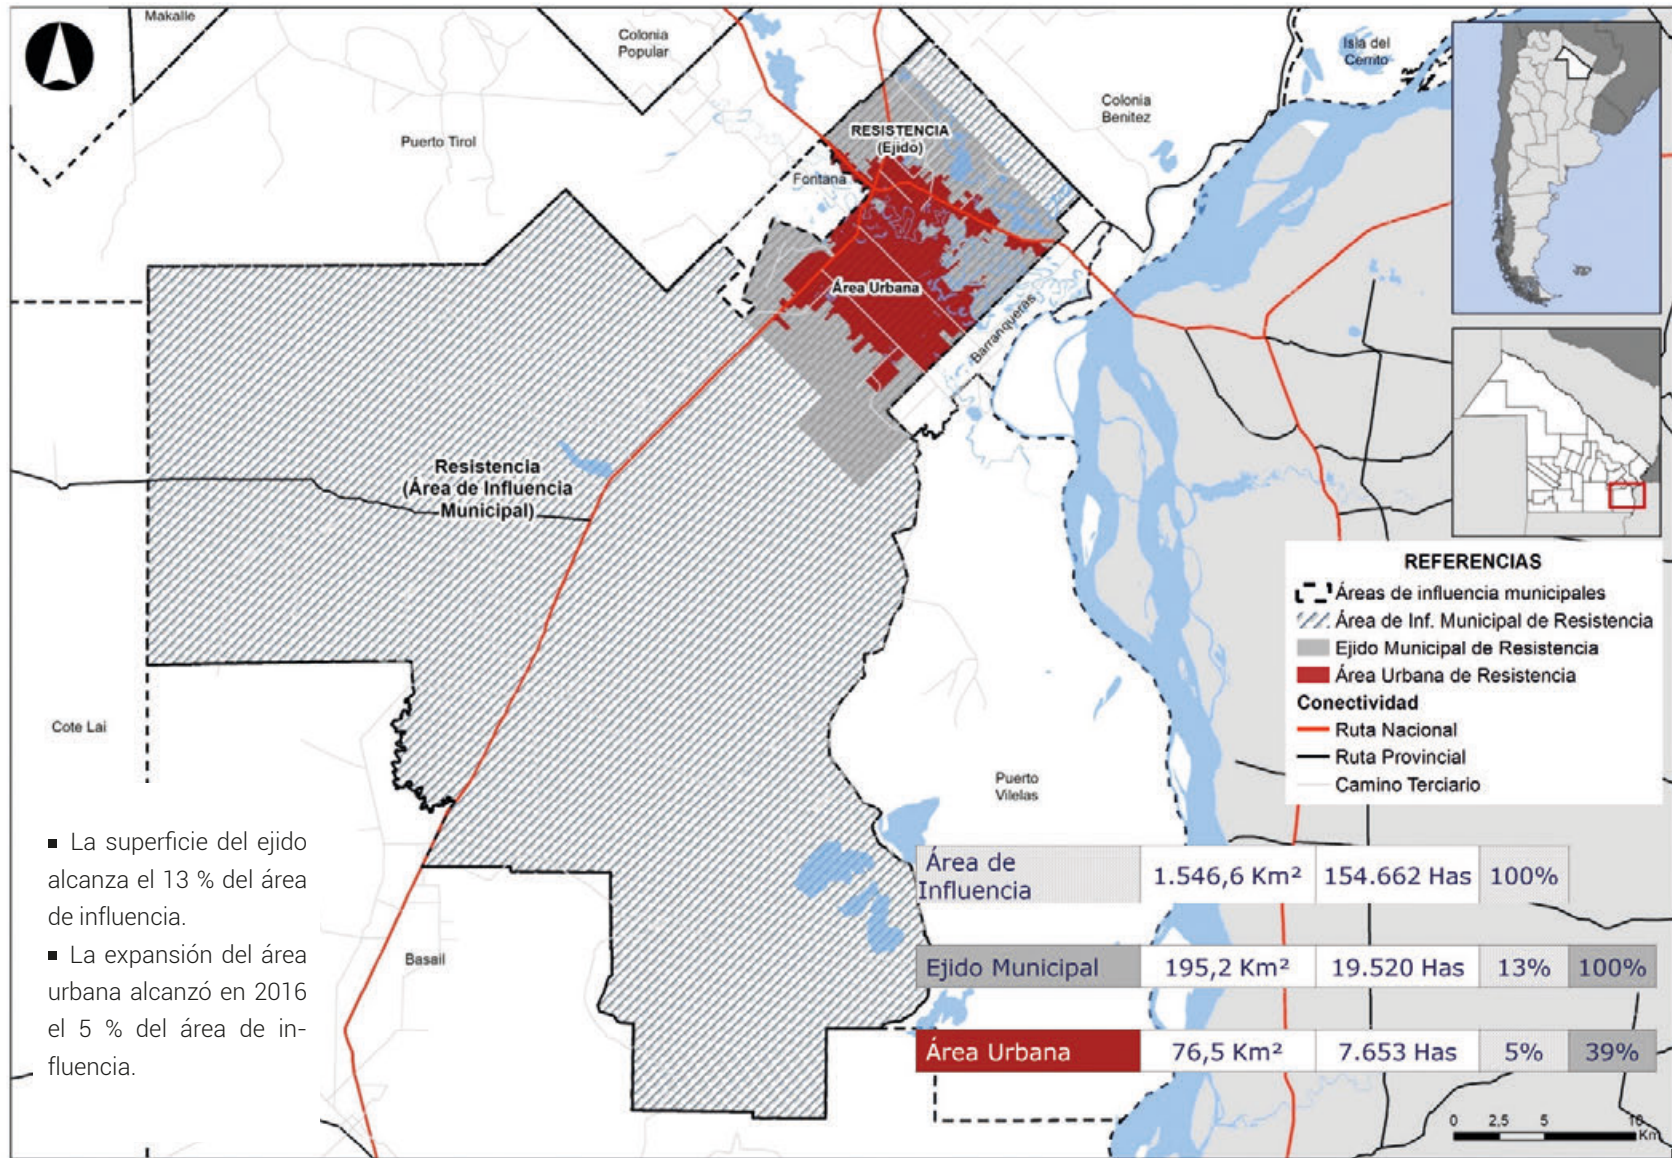 Makalle
Colonia
Popular
Isla del
Cerrito
Colonia
Benitez
Puerto Tirol
RESISTENCIA
(Ejido)
Fontana
Área Urbana
Barranqueras
Resistencia
(Área de Influencia
Municipal)
Cote Lai
Puerto
Vilelas
Basail
REFERENCIAS
Áreas de influencia municipales
Área de Inf. Municipal de Resistencia
Ejido Municipal de Resistencia
Área Urbana de Resistencia
Conectividad
Ruta Nacional
Ruta Provincial
Camino Terciario
▪ La superficie del ejido
alcanza el 13 % del área
de influencia.
▪ La expansión del área
urbana alcanzó en 2016
el 5 % del área de in-
fluencia.
Área de
Influencia 1.546,6 Km² 154.662 Has 100%
Ejido Municipal 195,2 Km² 19.520 Has 13% 100%
Área Urbana 76,5 Km² 7.653 Has 5% 39%
0 2,5 5 10
Km